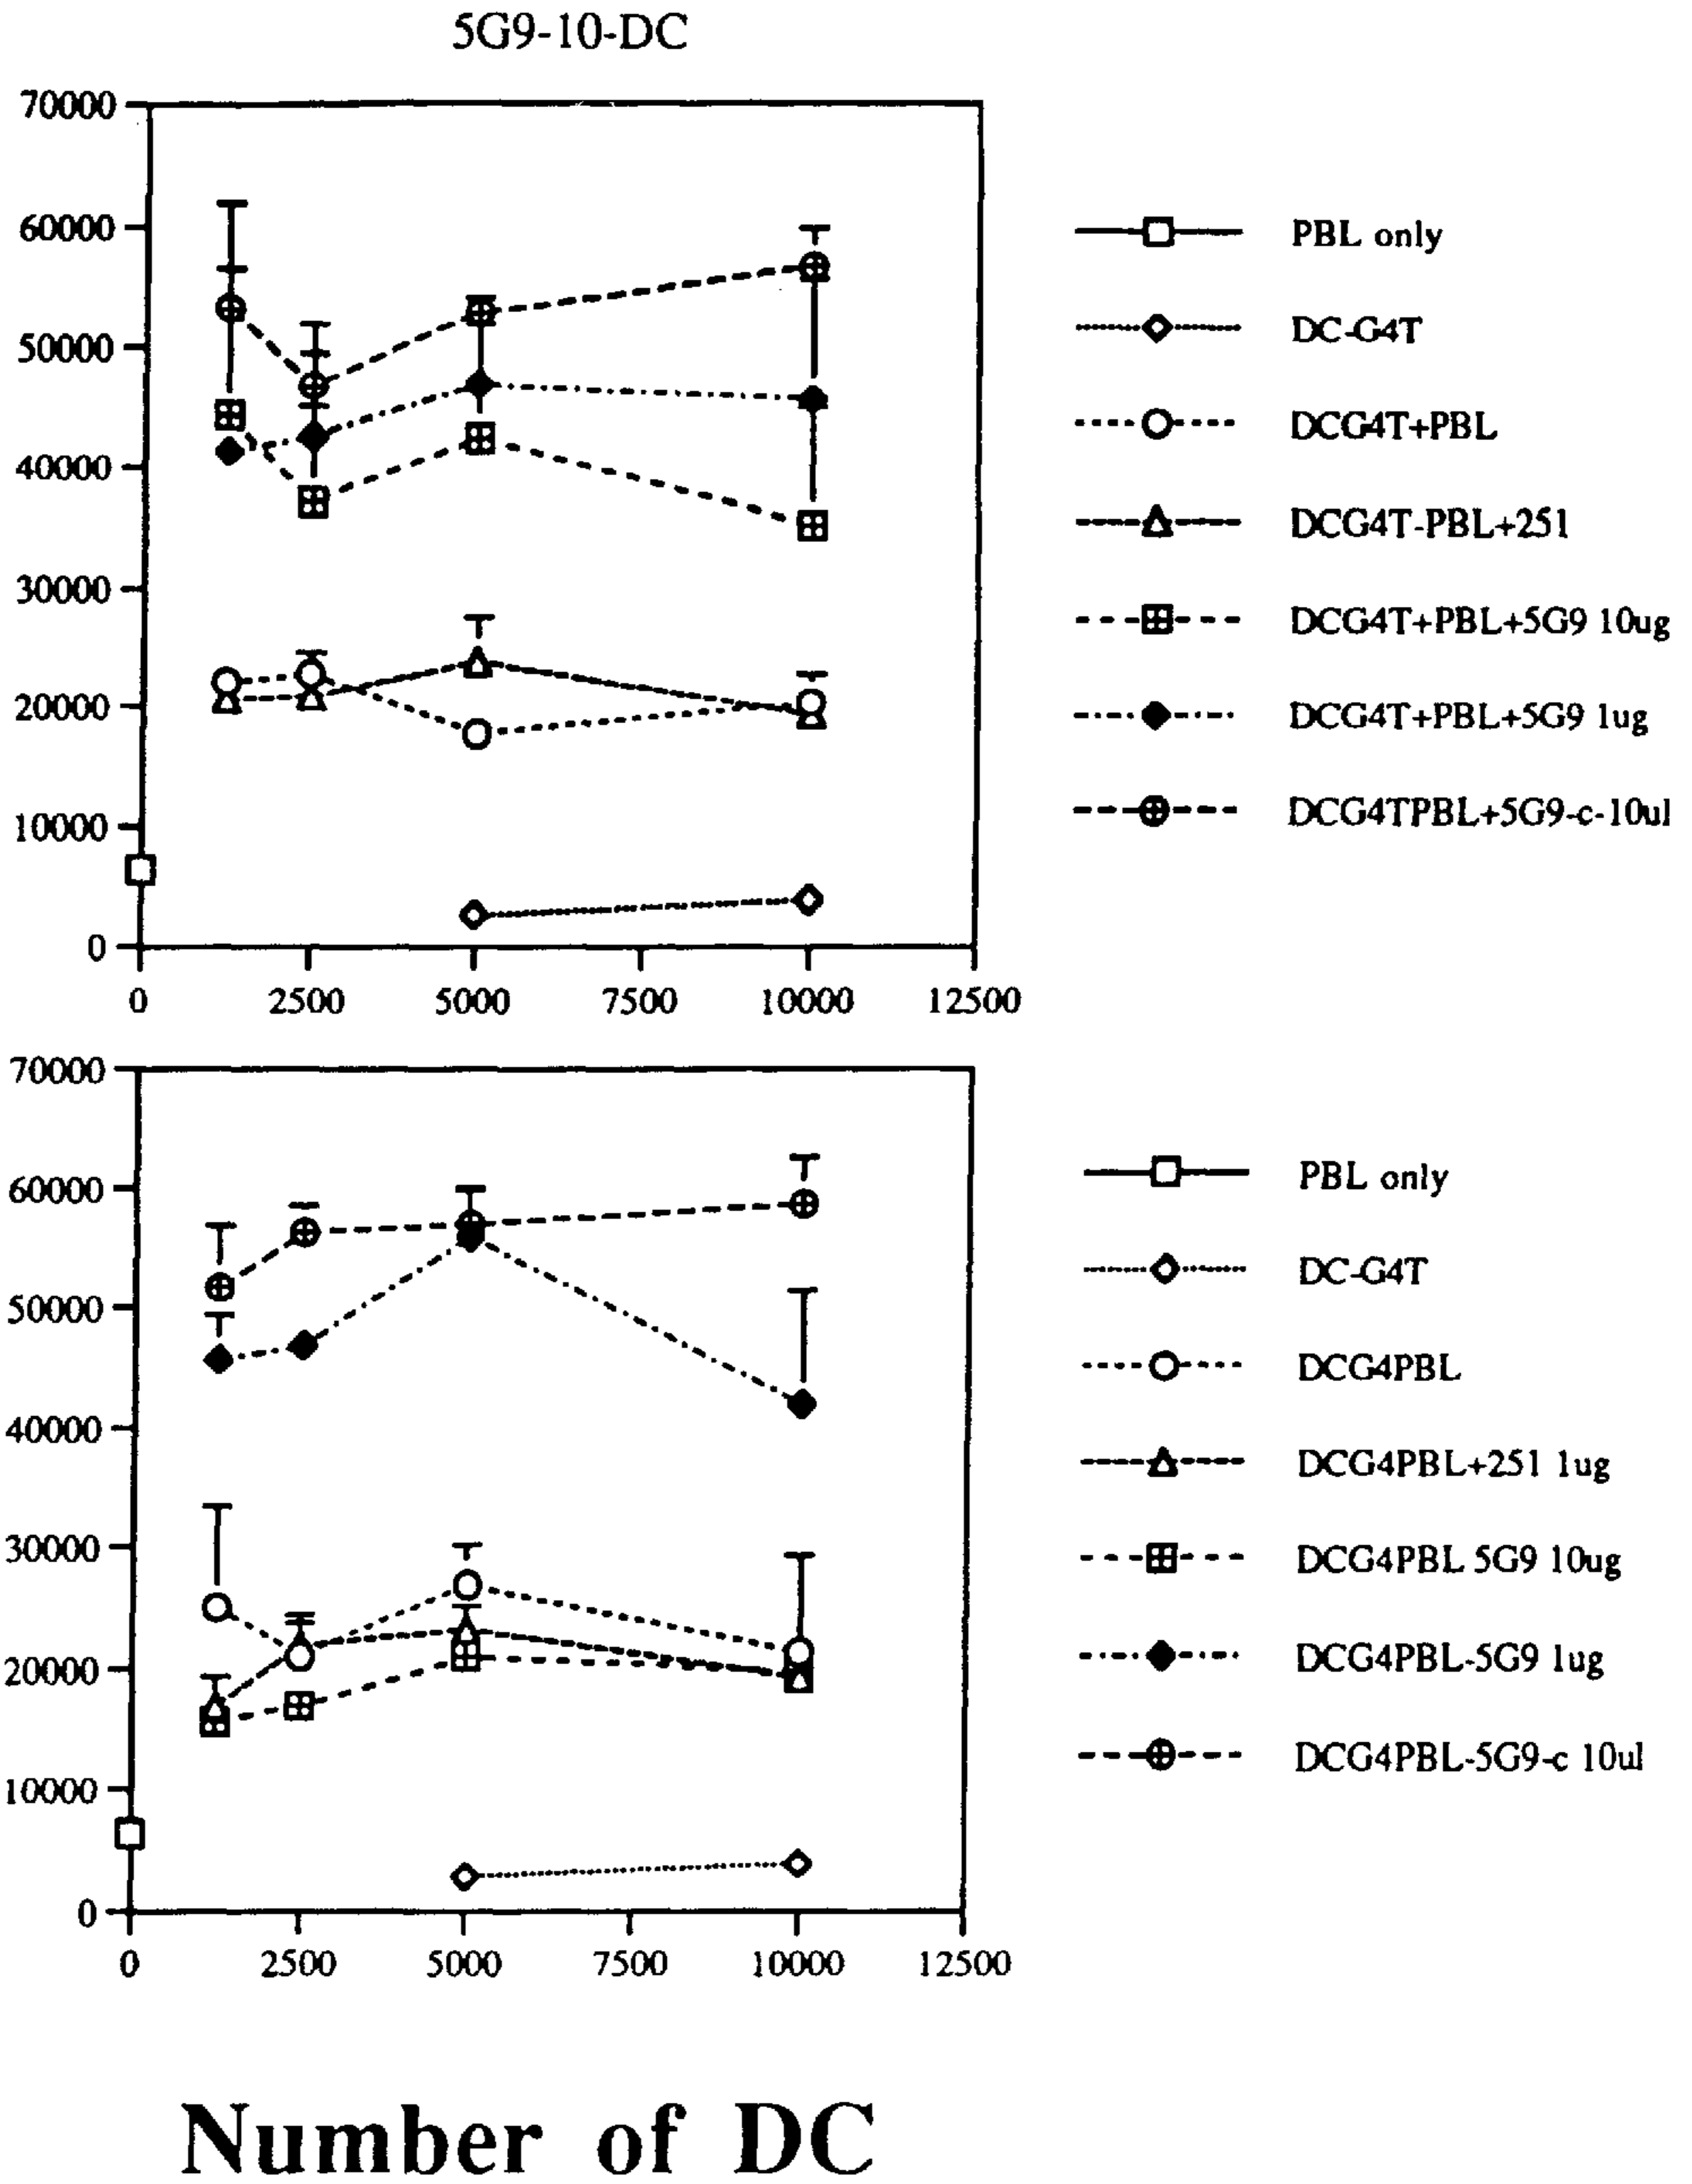 5G9-10-DC
70000
60000
50000
40000
30000
20000
10000
0
0 2500 5000 7500 10000 12500
PBL only
DC-G4T
DCG4T+PBL
DCG4T-PBL+251
DCG4T+PBL+5G9 10ug
DCG4T+PBL+5G9 1ug
DCG4TPBL+5G9-c-10ul
70000
60000
50000
40000
30000
20000
10000
0
0 2500 5000 7500 10000 12500
PBL only
DC-G4T
DCG4PBL
DCG4PBL+251 1ug
DCG4PBL 5G9 10ug
DCG4PBL-5G9 1ug
DCG4PBL-5G9-c 10ul
Number of DC